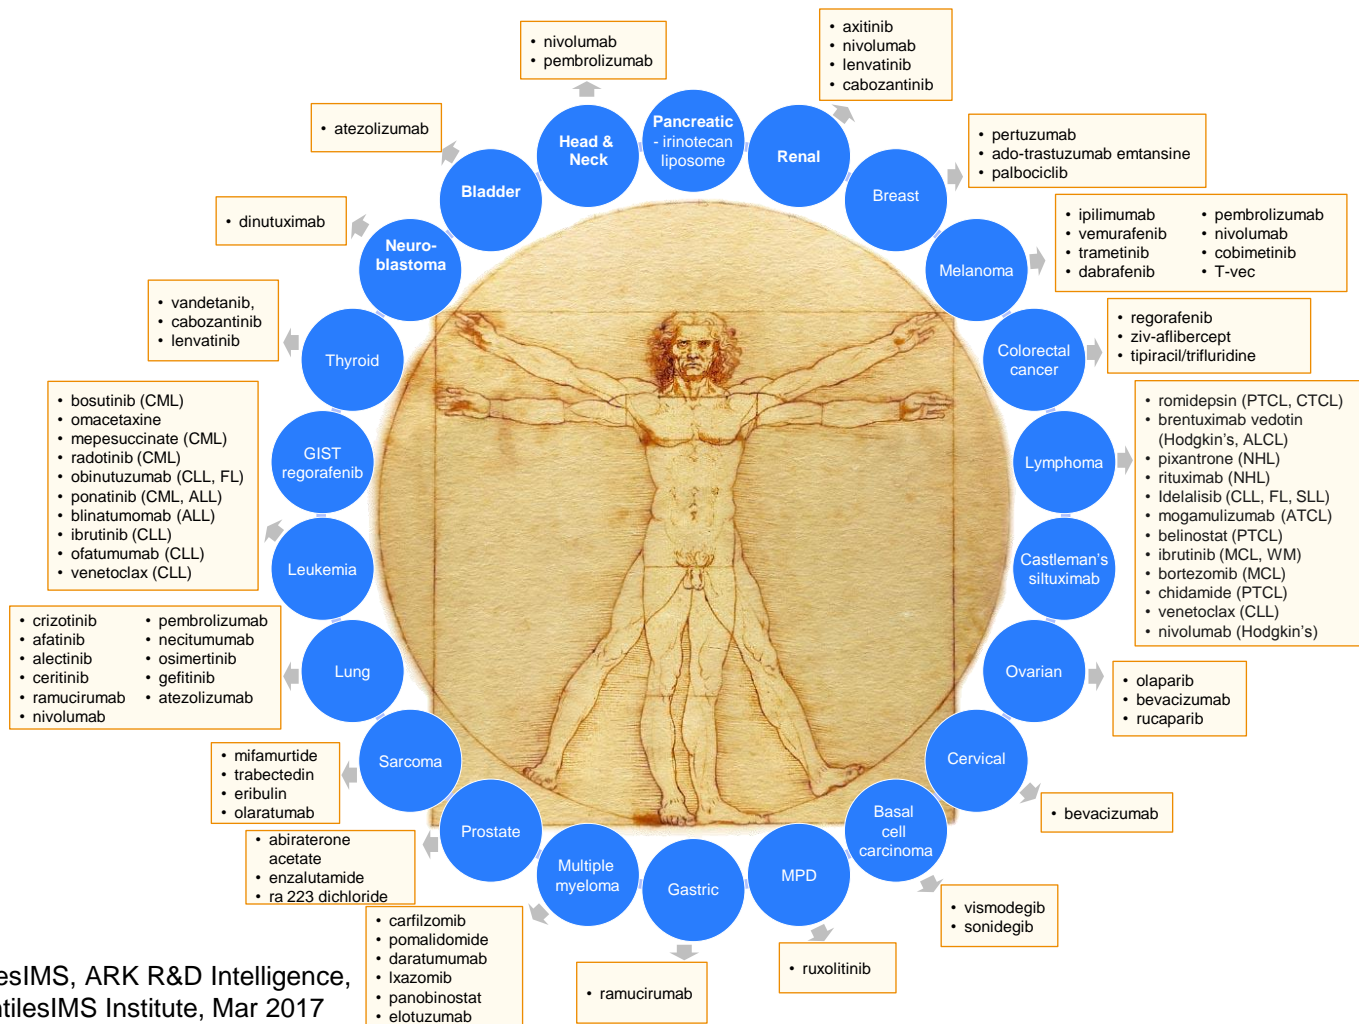 • nivolumab
• pembrolizumab
• axitinib
• nivolumab
• lenvatinib
• cabozantinib
• atezolizumab
Head &
Neck
Pancreatic
- irinotecan
liposome
Renal
• pertuzumab
• ado-trastuzumab emtansine
• palbociclib
Bladder
Breast
• dinutuximab
• ipilimumab
• vemurafenib
• trametinib
• dabrafenib
• pembrolizumab
• nivolumab
• cobimetinib
• T-vec
Neuro-
blastoma
Melanoma
• vandetanib,
• cabozantinib
• lenvatinib
Thyroid
Colorectal
cancer
• regorafenib
• ziv-aflibercept
• tipiracil/trifluridine
• bosutinib (CML)
• omacetaxine
• mepesuccinate (CML)
• radotinib (CML)
• obinutuzumab (CLL, FL)
• ponatinib (CML, ALL)
• blinatumomab (ALL)
• ibrutinib (CLL)
• ofatumumab (CLL)
• venetoclax (CLL)
GIST
regorafenib
Lymphoma
• romidepsin (PTCL, CTCL)
• brentuximab vedotin
(Hodgkin's, ALCL)
• pixantrone (NHL)
• rituximab (NHL)
• Idelalisib (CLL, FL, SLL)
• mogamulizumab (ATCL)
• belinostat (PTCL)
• ibrutinib (MCL, WM)
• bortezomib (MCL)
• chidamide (PTCL)
• venetoclax (CLL)
• nivolumab (Hodgkin's)
Leukemia
Castleman's
siltuximab
• crizotinib
• afatinib
• alectinib
• ceritinib
• ramucirumab
• nivolumab
• pembrolizumab
• necitumumab
• osimertinib
• gefitinib
• atezolizumab
Lung
Ovarian
• olaparib
• bevacizumab
• rucaparib
• mifamurtide
• trabectedin
• eribulin
• olaratumab
Sarcoma
Cervical
• bevacizumab
• abiraterone
acetate
• enzalutamide
• ra 223 dichloride
Prostate
Basal
cell
carcinoma
• vismodegib
• sonidegib
Multiple
myeloma
Gastric
MPD
• carfilzomib
• pomalidomide
• daratumumab
• Ixazomib
• panobinostat
• elotuzumab
• ramucirumab
• ruxolitinib
esIMS, ARK R&D Intelligence,
ntilesIMS Institute, Mar 2017